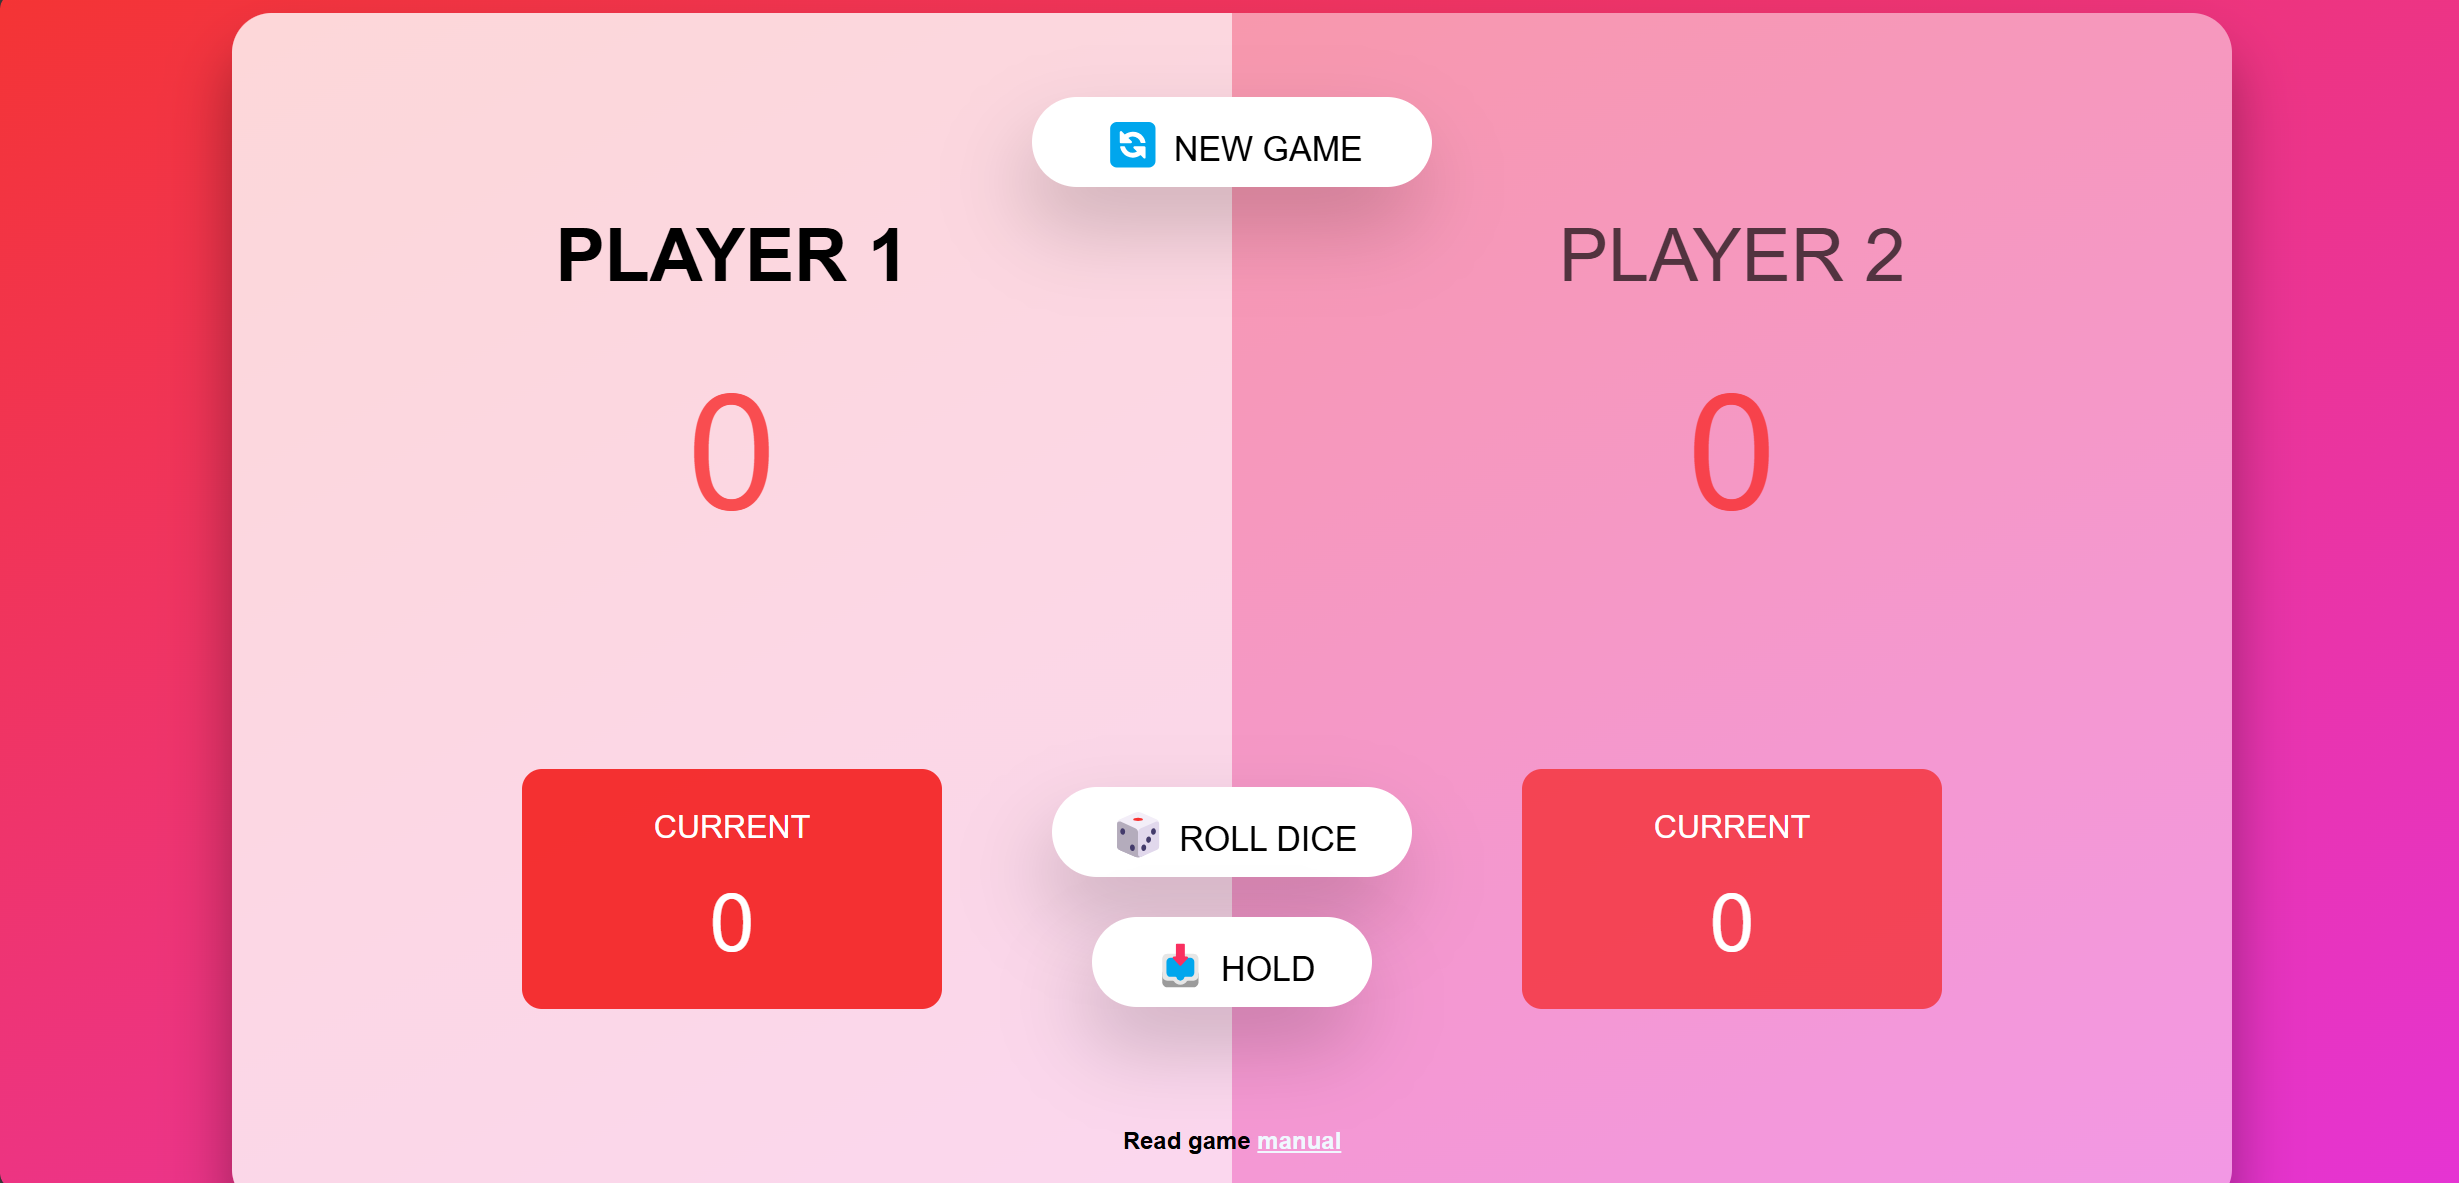 NEW GAME
PLAYER 1
0
CURRENT
0
PLAYER 2
0
CURRENT
0
ROLL DICE
HOLD
Read game manual